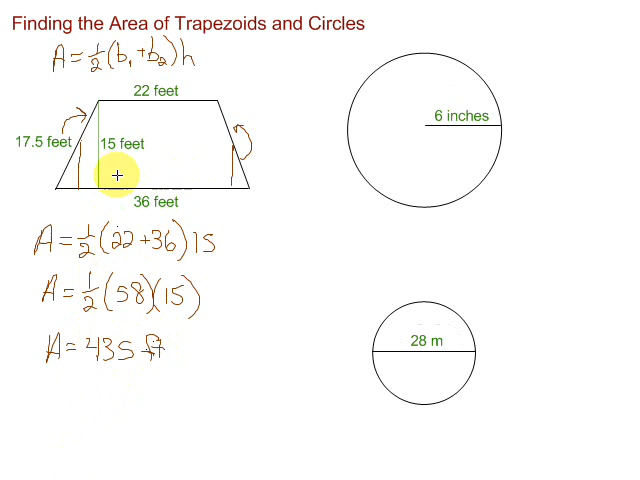 Finding the Area of Trapezoids and Circles
A = 1/2 (b₁ + b₂) h
22 feet
17.5 feet
15 feet
36 feet
6 inches
A = 1/2 (22 + 36) 15
A = 1/2 (58)(15)
A = 435 ft
28 m